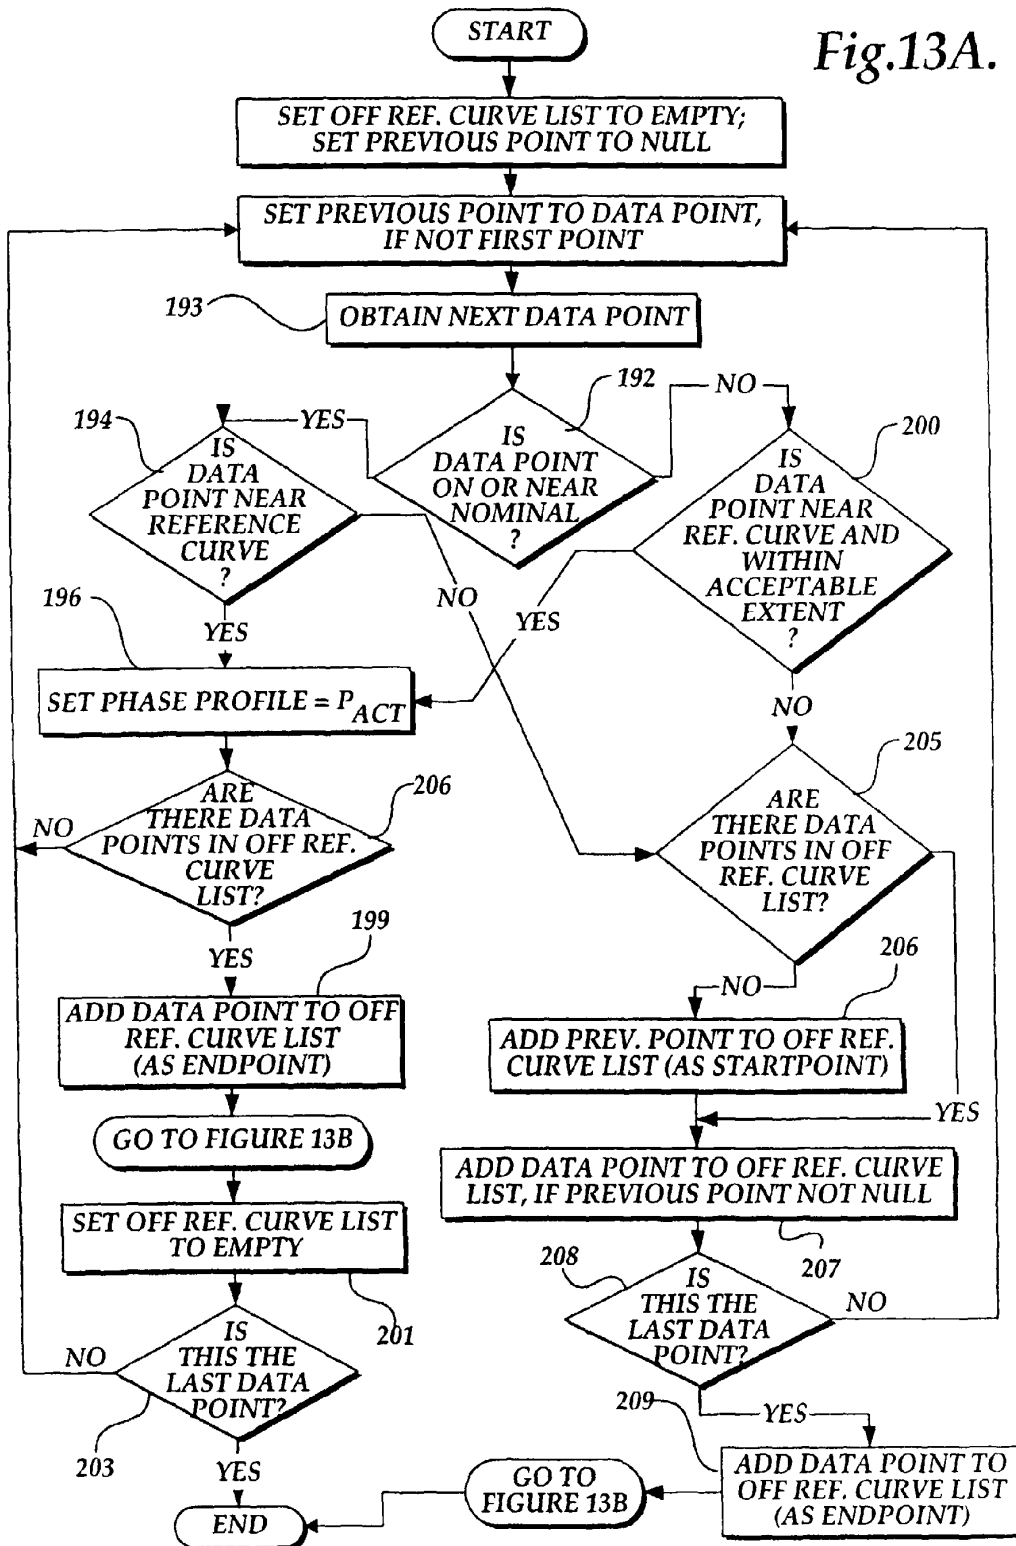 START
Fig.13A.
SET OFF REF. CURVE LIST TO EMPTY;
SET PREVIOUS POINT TO NULL
SET PREVIOUS POINT TO DATA POINT,
IF NOT FIRST POINT
193
OBTAIN NEXT DATA POINT
192
IS
DATA POINT
ON OR NEAR
NOMINAL
?
YES
NO
194
IS
DATA
POINT NEAR
REFERENCE
CURVE
?
200
IS
DATA
POINT NEAR
REF. CURVE AND
WITHIN
ACCEPTABLE
EXTENT
?
NO
YES
196
YES
SET PHASE PROFILE = PACT
NO
205
ARE
THERE DATA
POINTS IN OFF
REF. CURVE
LIST?
206
ARE
THERE DATA
POINTS IN OFF REF.
CURVE
LIST?
NO
YES
199
ADD DATA POINT TO OFF
REF. CURVE LIST
(AS ENDPOINT)
NO
206
ADD PREV. POINT TO OFF REF.
CURVE LIST (AS STARTPOINT)
YES
GO TO FIGURE 13B
ADD DATA POINT TO OFF REF. CURVE
LIST, IF PREVIOUS POINT NOT NULL
207
SET OFF REF. CURVE LIST
TO EMPTY
201
208
IS
THIS THE
LAST DATA
POINT?
NO
IS
THIS THE
LAST DATA
POINT?
NO
203
YES
END
YES
209
ADD DATA POINT TO
OFF REF. CURVE LIST
(AS ENDPOINT)
GO TO
FIGURE 13B